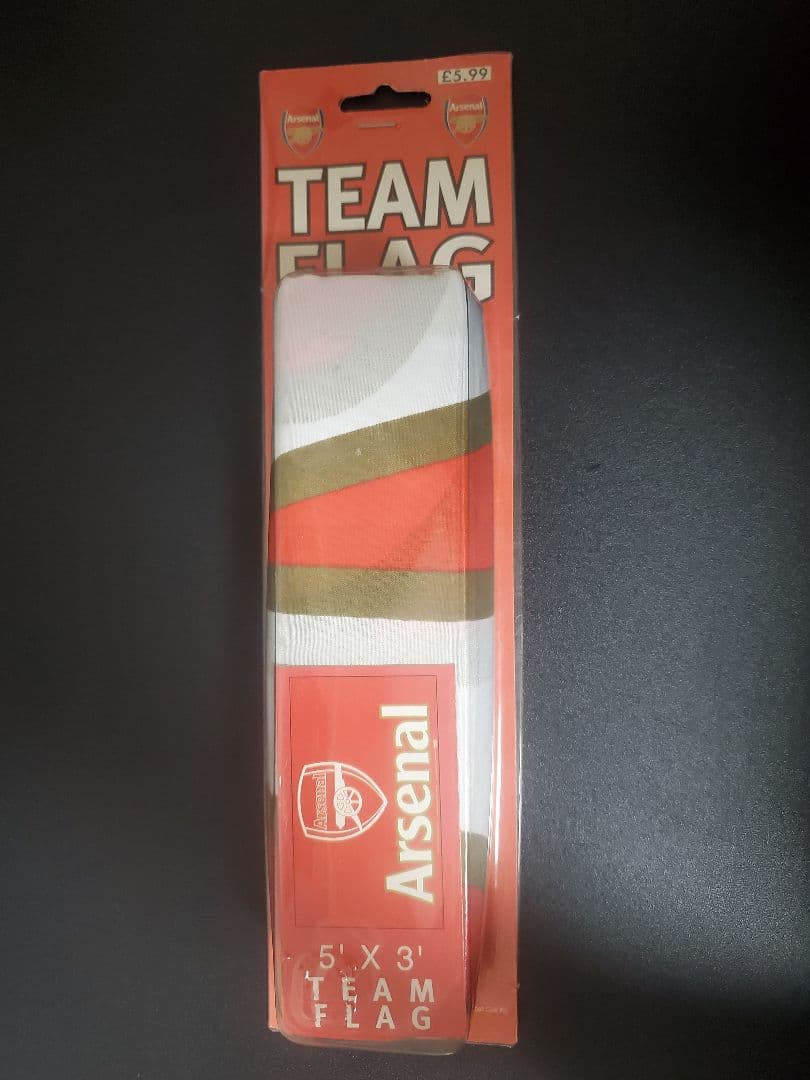 £5.99
Arsenal
Arsenal
TEAM
FLAG
Arsenal
Arsenal
5' X 3'
TEAM
FLAG